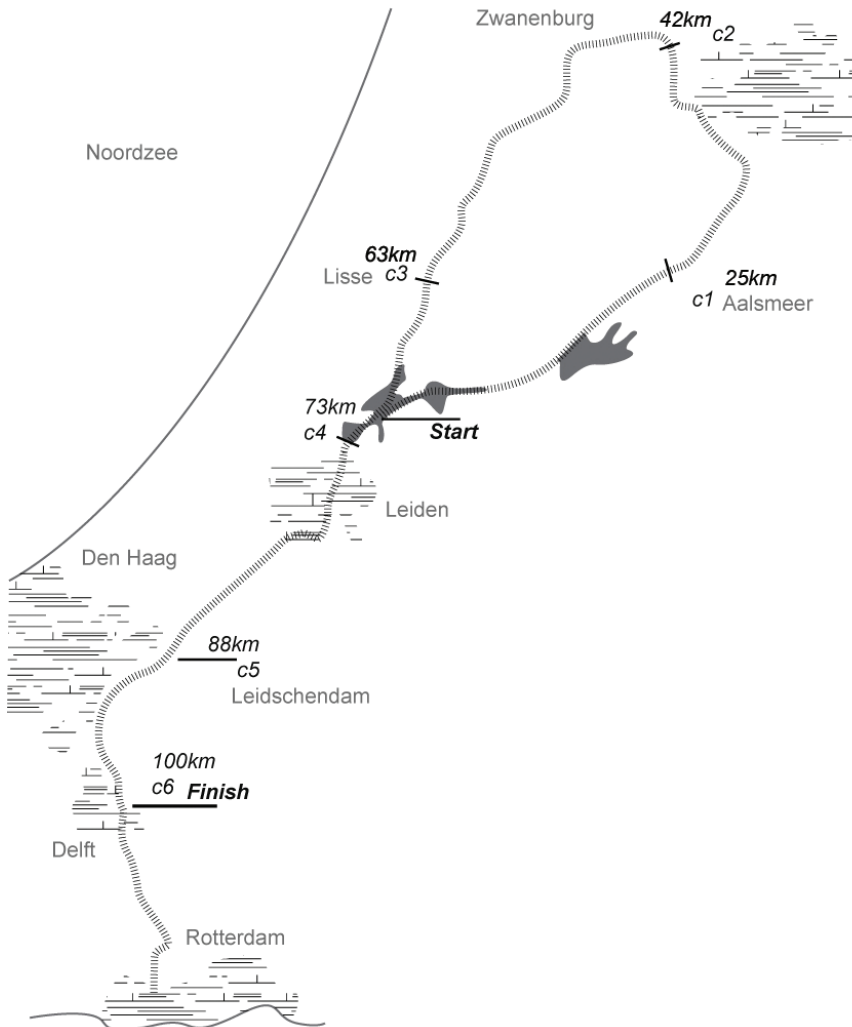 Zwanenburg
42km
c2
Noordzee
63km
Lisse c3
25km
c1 Aalsmeer
73km
c4
Start
Leiden
Den Haag
88km
c5
Leidschendam
100km
c6 Finish
Delft
Rotterdam